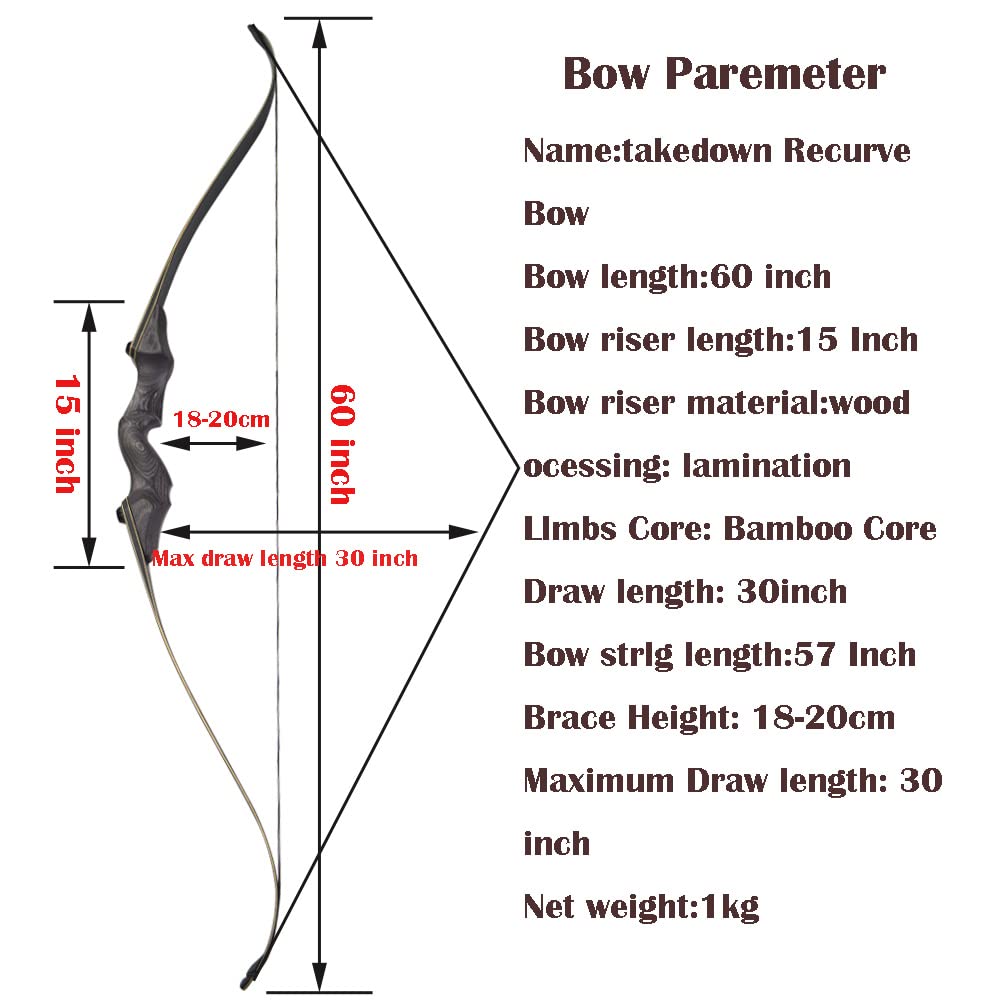 Bow Paremeter
Name:takedown Recurve
Bow
Bow length:60 inch
Bow riser length:15 Inch
Bow riser material:wood
ocessing: lamination
LImbs Core: Bamboo Core
Draw length: 30inch
Bow strIg length:57 Inch
Brace Height: 18-20cm
Maximum Draw length: 30
inch
Net weight:1kg
15 inch
18-20cm
60 inch
Max draw length 30 inch